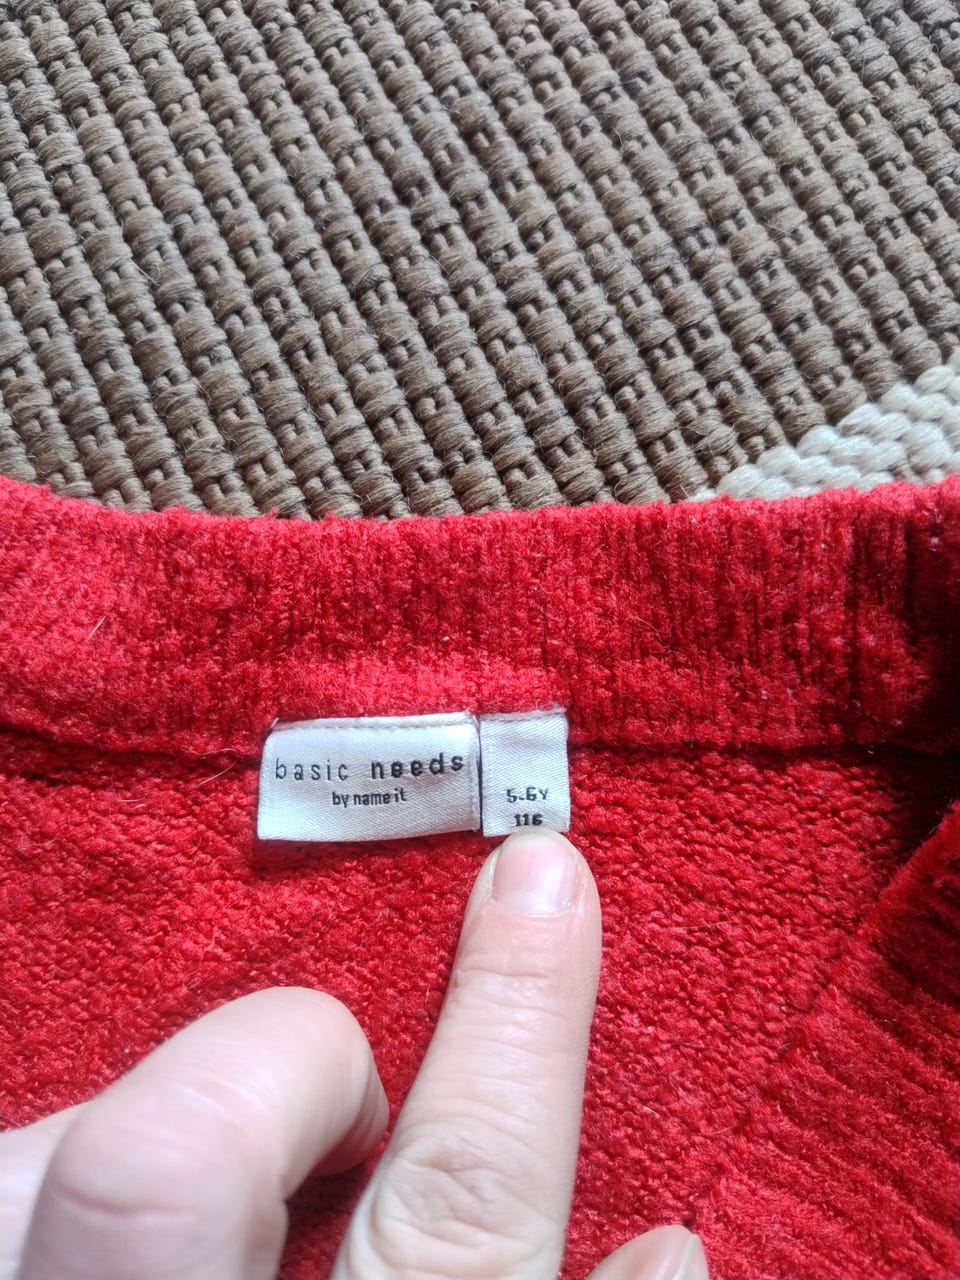 basic needs
by name it
5-6Y
116